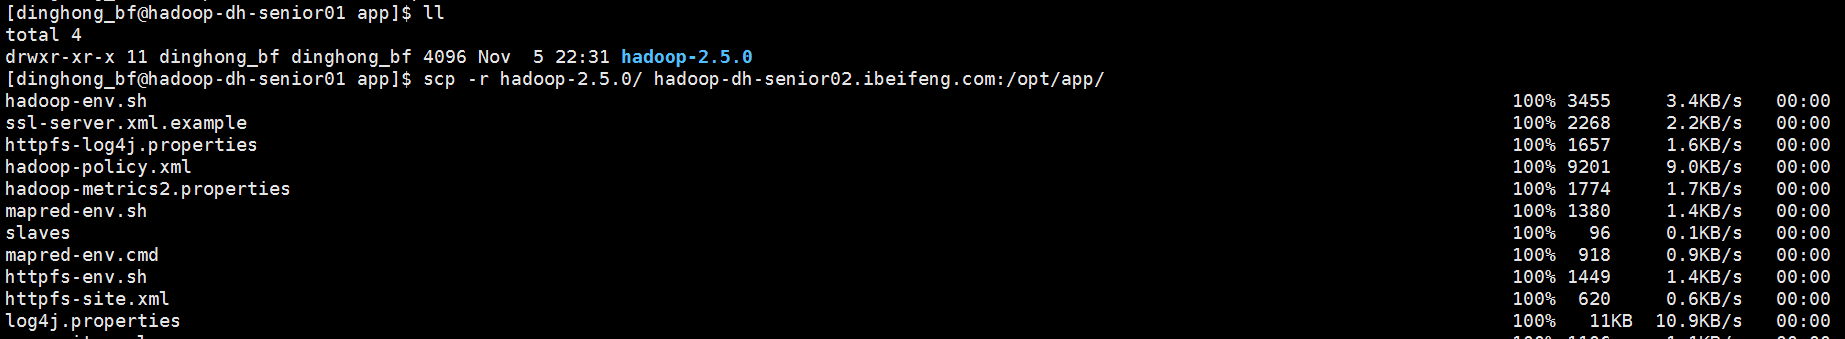 [dinghong_bf@hadoop-dh-senior01 app]$ ll
total 4
drwxr-xr-x 11 dinghong_bf dinghong_bf 4096 Nov  5 22:31 hadoop-2.5.0
[dinghong_bf@hadoop-dh-senior01 app]$ scp -r hadoop-2.5.0/ hadoop-dh-senior02.ibeifeng.com:/opt/app/
hadoop-env.sh 100% 3455 3.4KB/s 00:00
ssl-server.xml.example 100% 2268 2.2KB/s 00:00
httpfs-log4j.properties 100% 1657 1.6KB/s 00:00
hadoop-policy.xml 100% 9201 9.0KB/s 00:00
hadoop-metrics2.properties 100% 1774 1.7KB/s 00:00
mapred-env.sh 100% 1380 1.4KB/s 00:00
slaves 100% 96 0.1KB/s 00:00
mapred-env.cmd 100% 918 0.9KB/s 00:00
httpfs-env.sh 100% 1449 1.4KB/s 00:00
httpfs-site.xml 100% 620 0.6KB/s 00:00
log4j.properties 100% 11KB 10.9KB/s 00:00